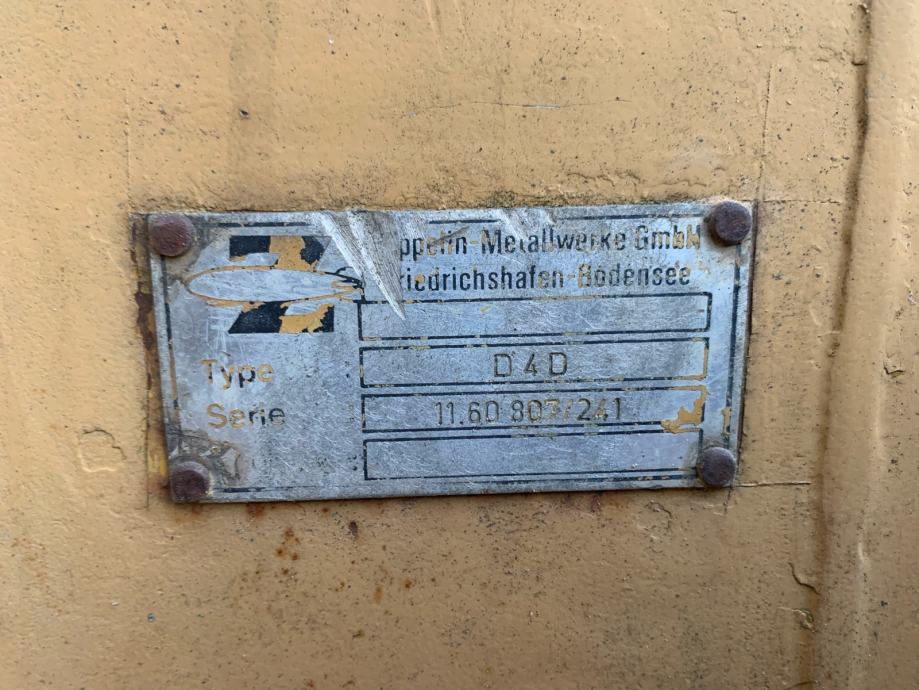 ppelin-Metallwerke GmbH
riedrichshafen-Bodensee
Type D 4 D
Serie 11.60 807/241